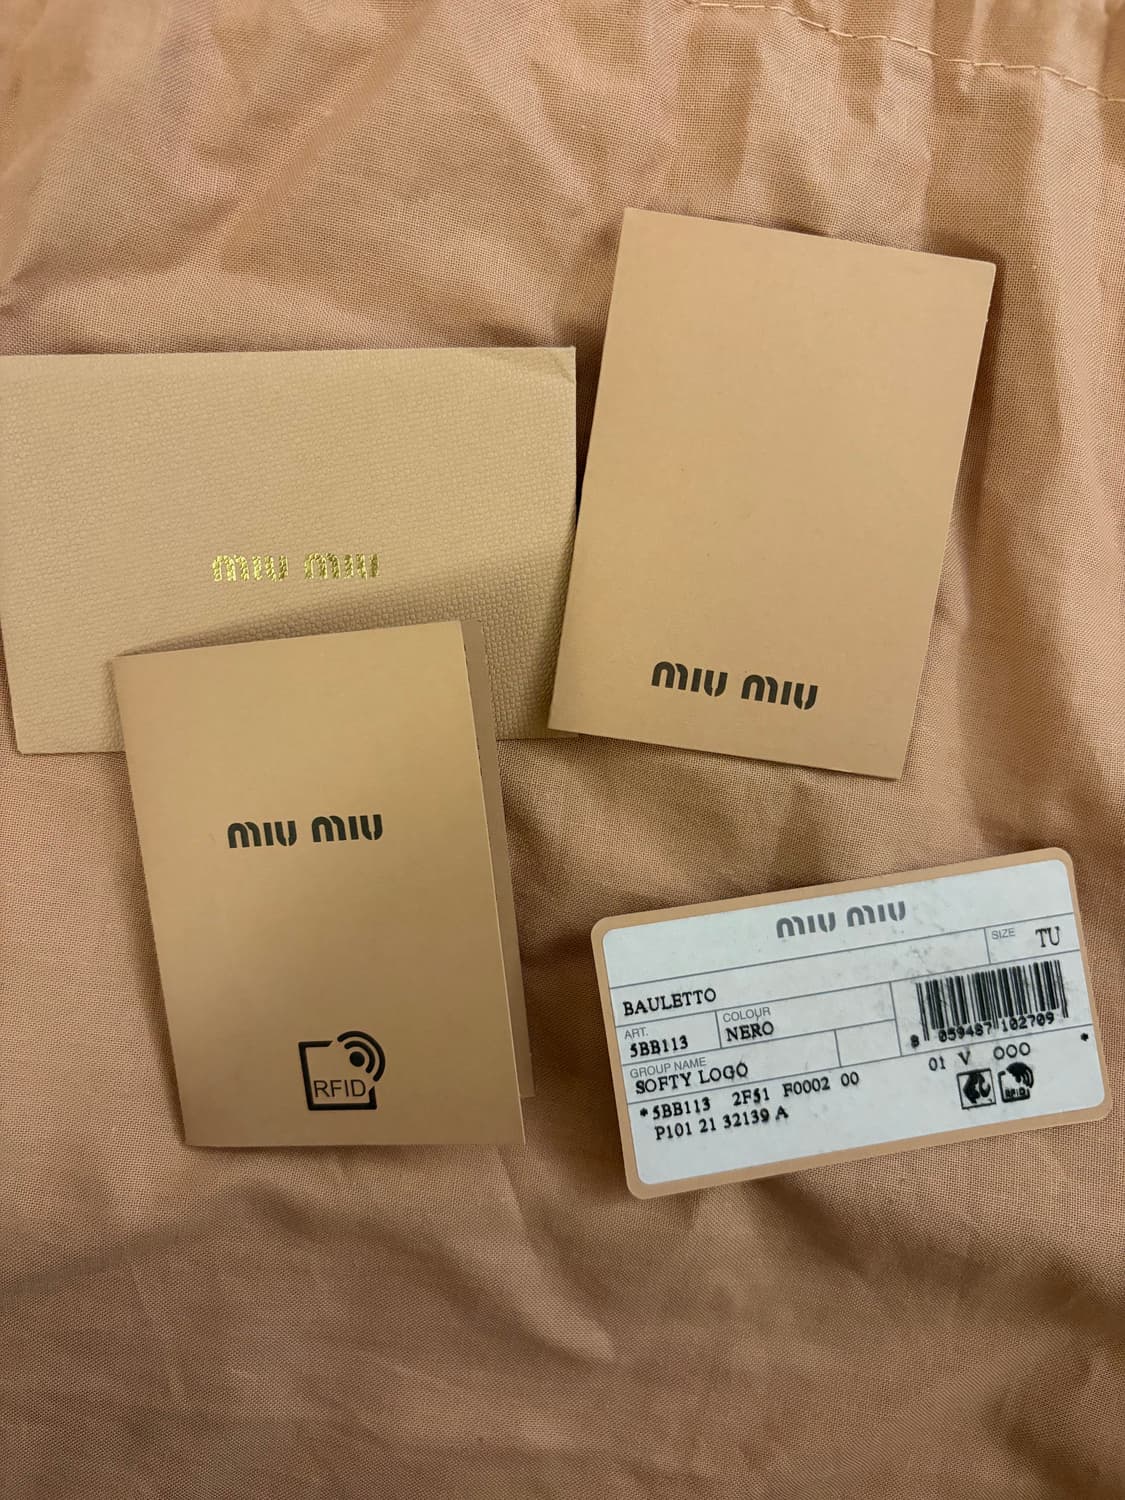 miu miu
miu miu
miu miu
RFID
miu miu
SIZE TU
BAULETTO
ART. 5BB113
COLOUR NERO
8 059487 102709
GROUP NAME
SOFTY LOGO
01 V 000 *
*5BB113 2F51 F0002 00
P101 21 32139 A
RFID